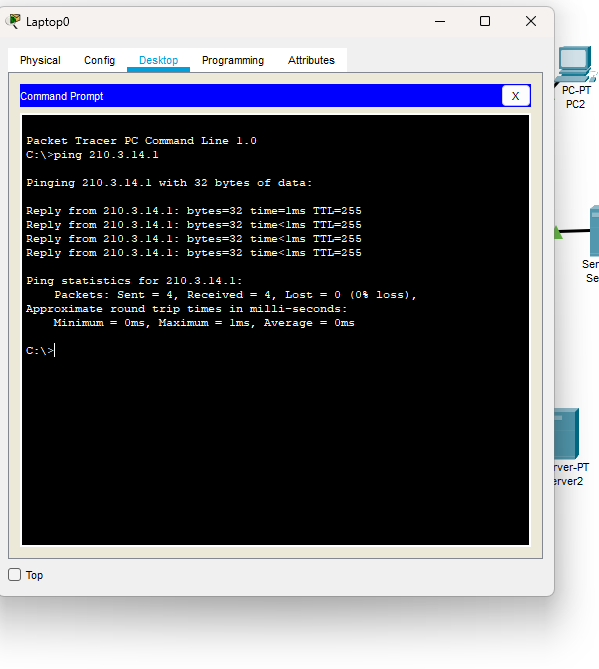 Laptop0
Physical Config Desktop Programming Attributes
Command Prompt X
Packet Tracer PC Command Line 1.0
C:\>ping 210.3.14.1
Pinging 210.3.14.1 with 32 bytes of data:
Reply from 210.3.14.1: bytes=32 time=1ms TTL=255
Reply from 210.3.14.1: bytes=32 time<1ms TTL=255
Reply from 210.3.14.1: bytes=32 time<1ms TTL=255
Reply from 210.3.14.1: bytes=32 time<1ms TTL=255
Ping statistics for 210.3.14.1:
Packets: Sent = 4, Received = 4, Lost = 0 (0% loss),
Approximate round trip times in milli-seconds:
Minimum = 0ms, Maximum = 1ms, Average = 0ms
C:\>
Top
PC-PT
PC2
Ser
Se
rver-PT
erver2